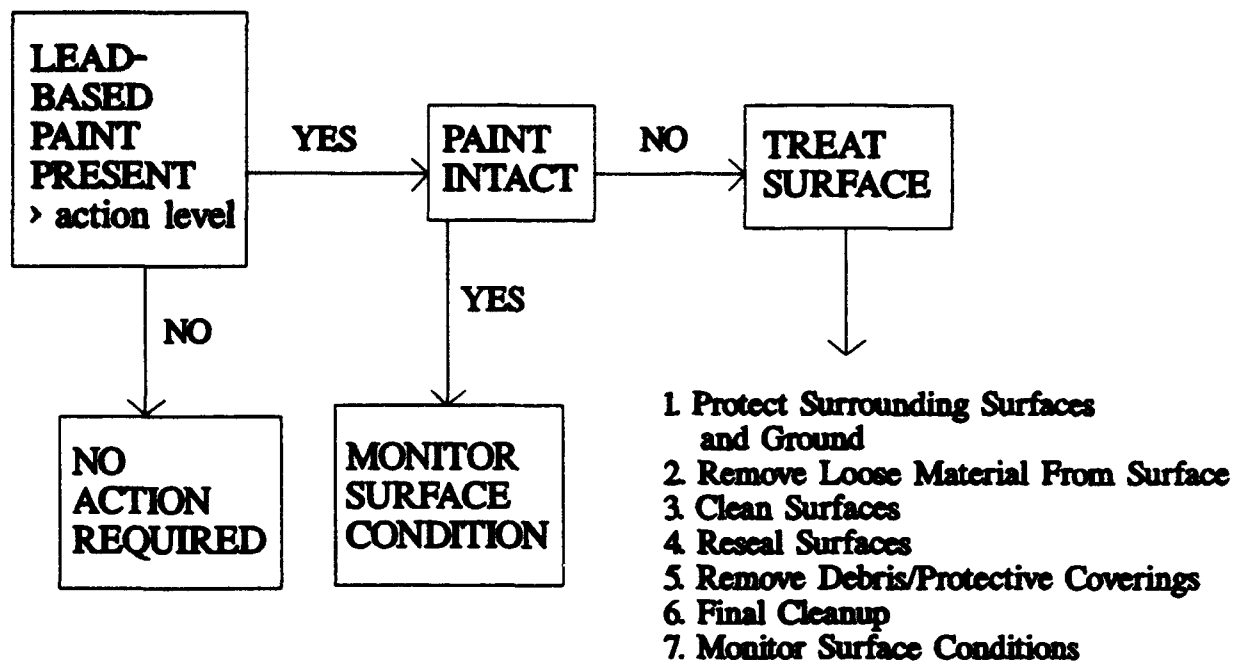 LEAD-
BASED
PAINT
PRESENT
> action level
YES
PAINT
INTACT
NO
TREAT
SURFACE
NO
YES
NO
ACTION
REQUIRED
MONITOR
SURFACE
CONDITION
1. Protect Surrounding Surfaces
and Ground
2. Remove Loose Material From Surface
3. Clean Surfaces
4. Reseal Surfaces
5. Remove Debris/Protective Coverings
6. Final Cleanup
7. Monitor Surface Conditions